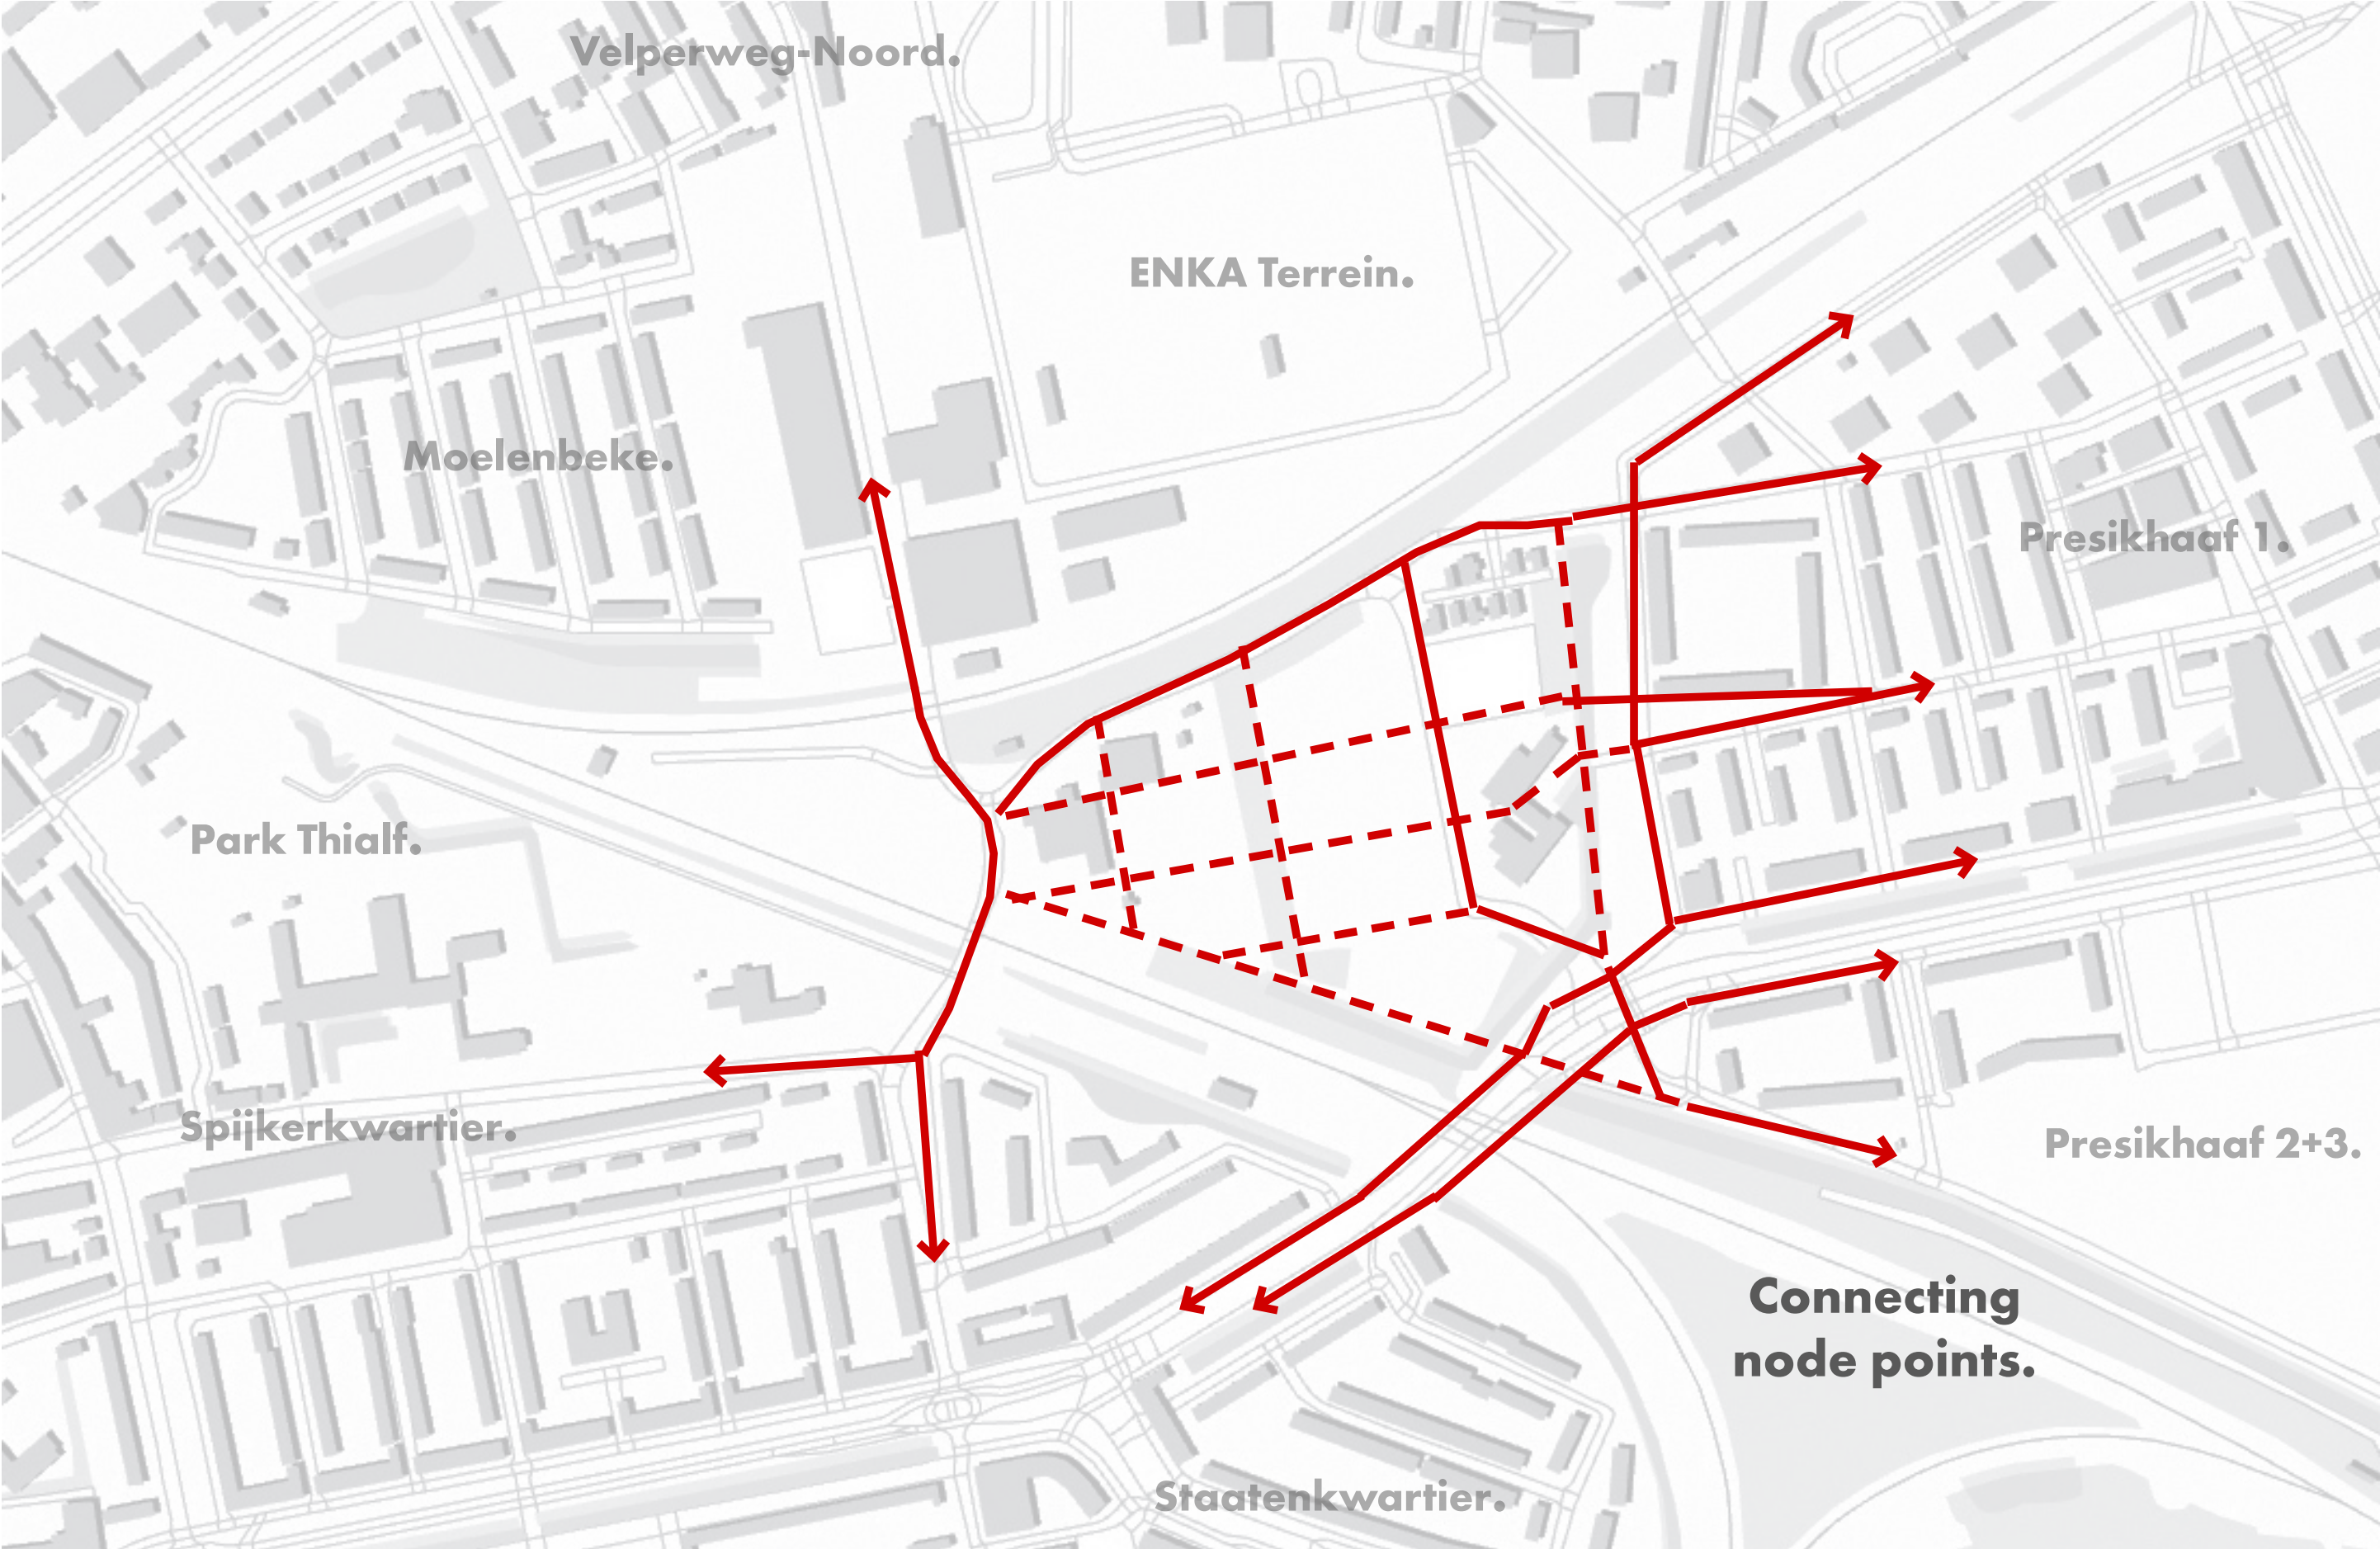 Velperweg-Noord.
ENKA Terrein.
Moelenbeke.
Presikhaaf 1.
Park Thialf.
Spijkerkwartier.
Presikhaaf 2+3.
Connecting
node points.
Staatenkwartier.